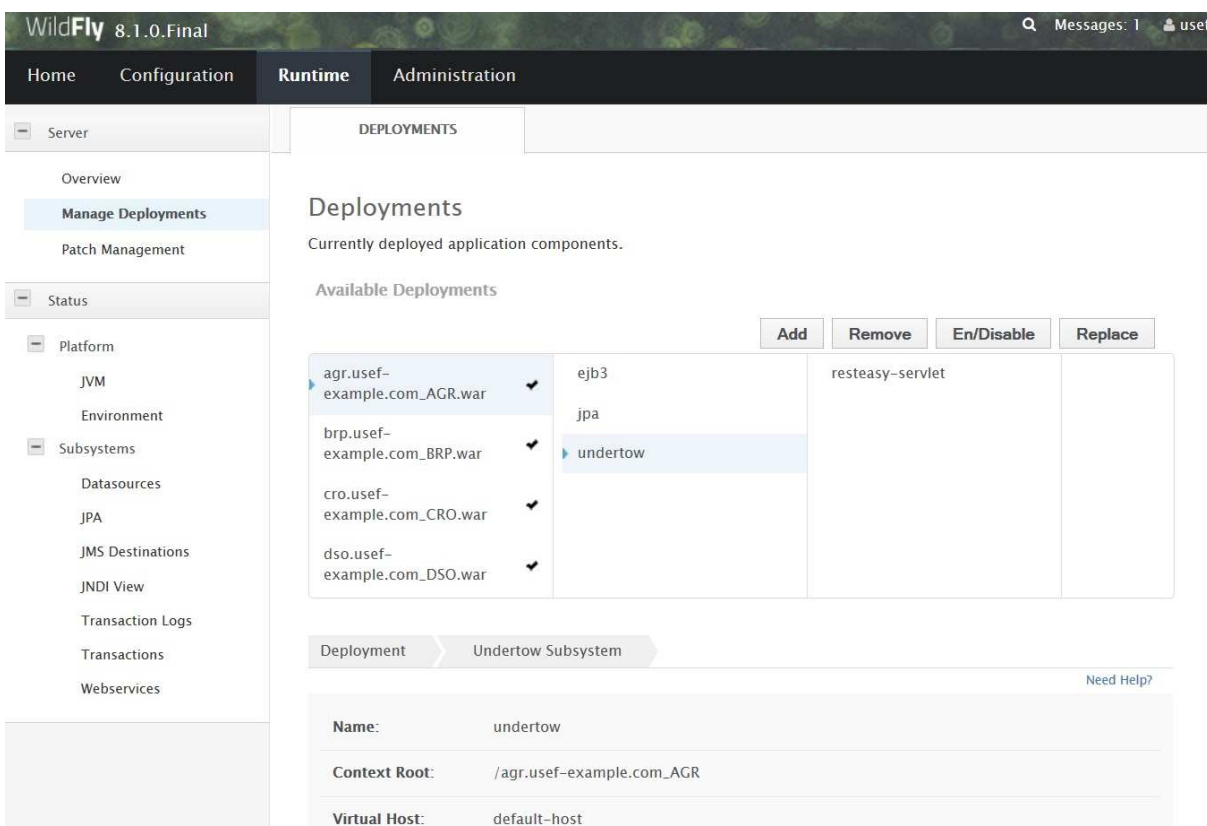 WildFly 8.1.0.Final
Messages: 1
usef
Home Configuration Runtime Administration
Server
Overview
Manage Deployments
Patch Management
Status
Platform
JVM
Environment
Subsystems
Datasources
JPA
JMS Destinations
JNDI View
Transaction Logs
Transactions
Webservices
DEPLOYMENTS
Deployments
Currently deployed application components.
Available Deployments
Add Remove En/Disable Replace
agr.usef-
example.com_AGR.war
brp.usef-
example.com_BRP.war
cro.usef-
example.com_CRO.war
dso.usef-
example.com_DSO.war
ejb3
jpa
undertow
resteasy-servlet
Deployment Undertow Subsystem
Need Help?
Name: undertow
Context Root: /agr.usef-example.com_AGR
Virtual Host: default-host